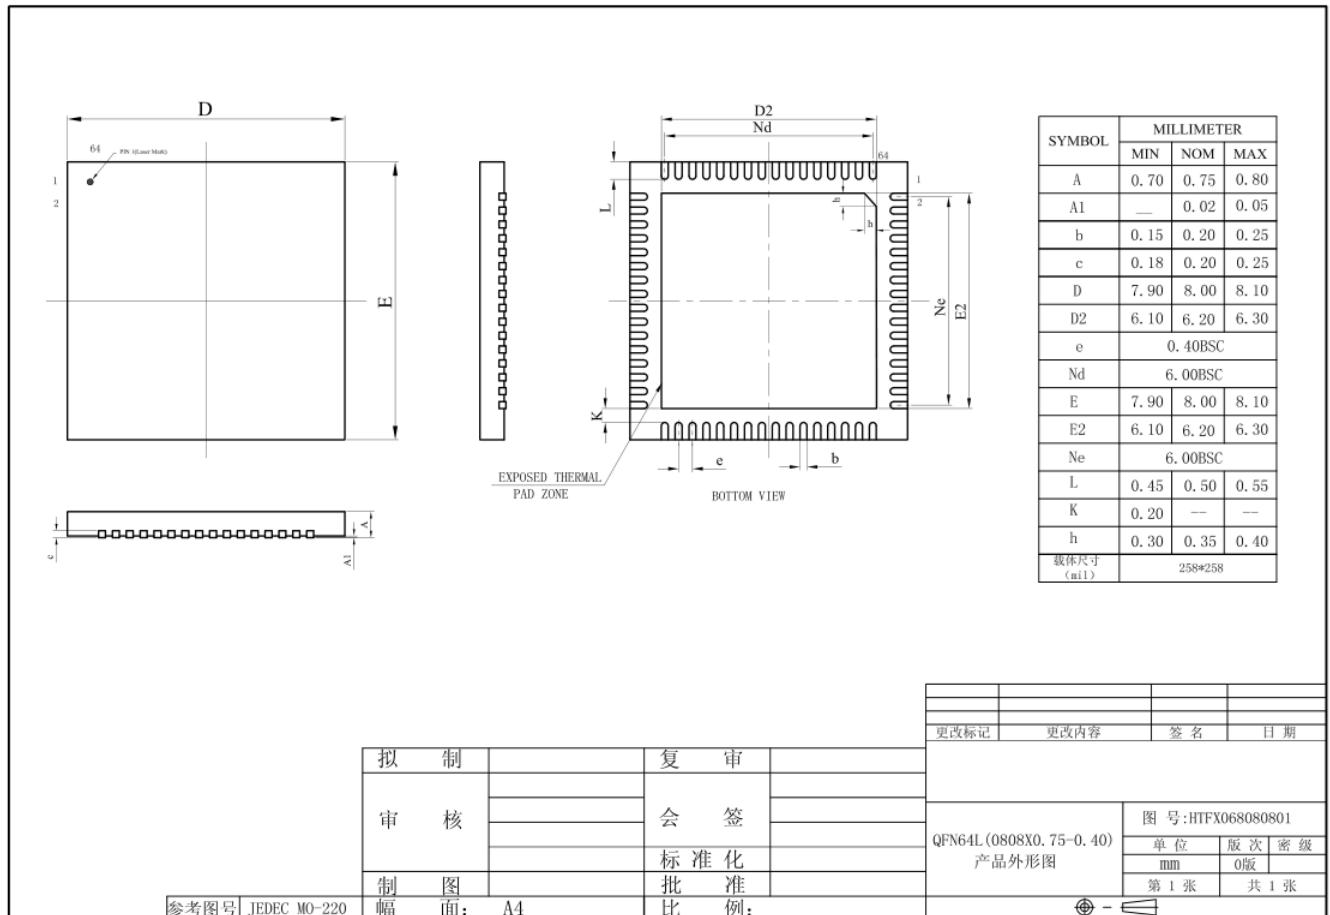 D
64 PIN 1(Laser Mark)
1
2
E
D2
Nd
64
1
2
L
h
h
Ne
E2
K
e
b
EXPOSED THERMAL
PAD ZONE
BOTTOM VIEW
A
c
A1
SYMBOL MILLIMETER
MIN NOM MAX
A 0.70 0.75 0.80
A1 — 0.02 0.05
b 0.15 0.20 0.25
c 0.18 0.20 0.25
D 7.90 8.00 8.10
D2 6.10 6.20 6.30
e 0.40BSC
Nd 6.00BSC
E 7.90 8.00 8.10
E2 6.10 6.20 6.30
Ne 6.00BSC
L 0.45 0.50 0.55
K 0.20 -- --
h 0.30 0.35 0.40
载体尺寸
(mil) 258*258
更改标记 更改内容 签名 日期
拟制 复审
审核 会签
标准化
制图 批准
参考图号 JEDEC MO-220 幅面: A4 比例:
QFN64L(0808X0.75-0.40)
产品外形图
图号:HTFX068080801
单位 版次 密级
mm 0版
第1张 共1张